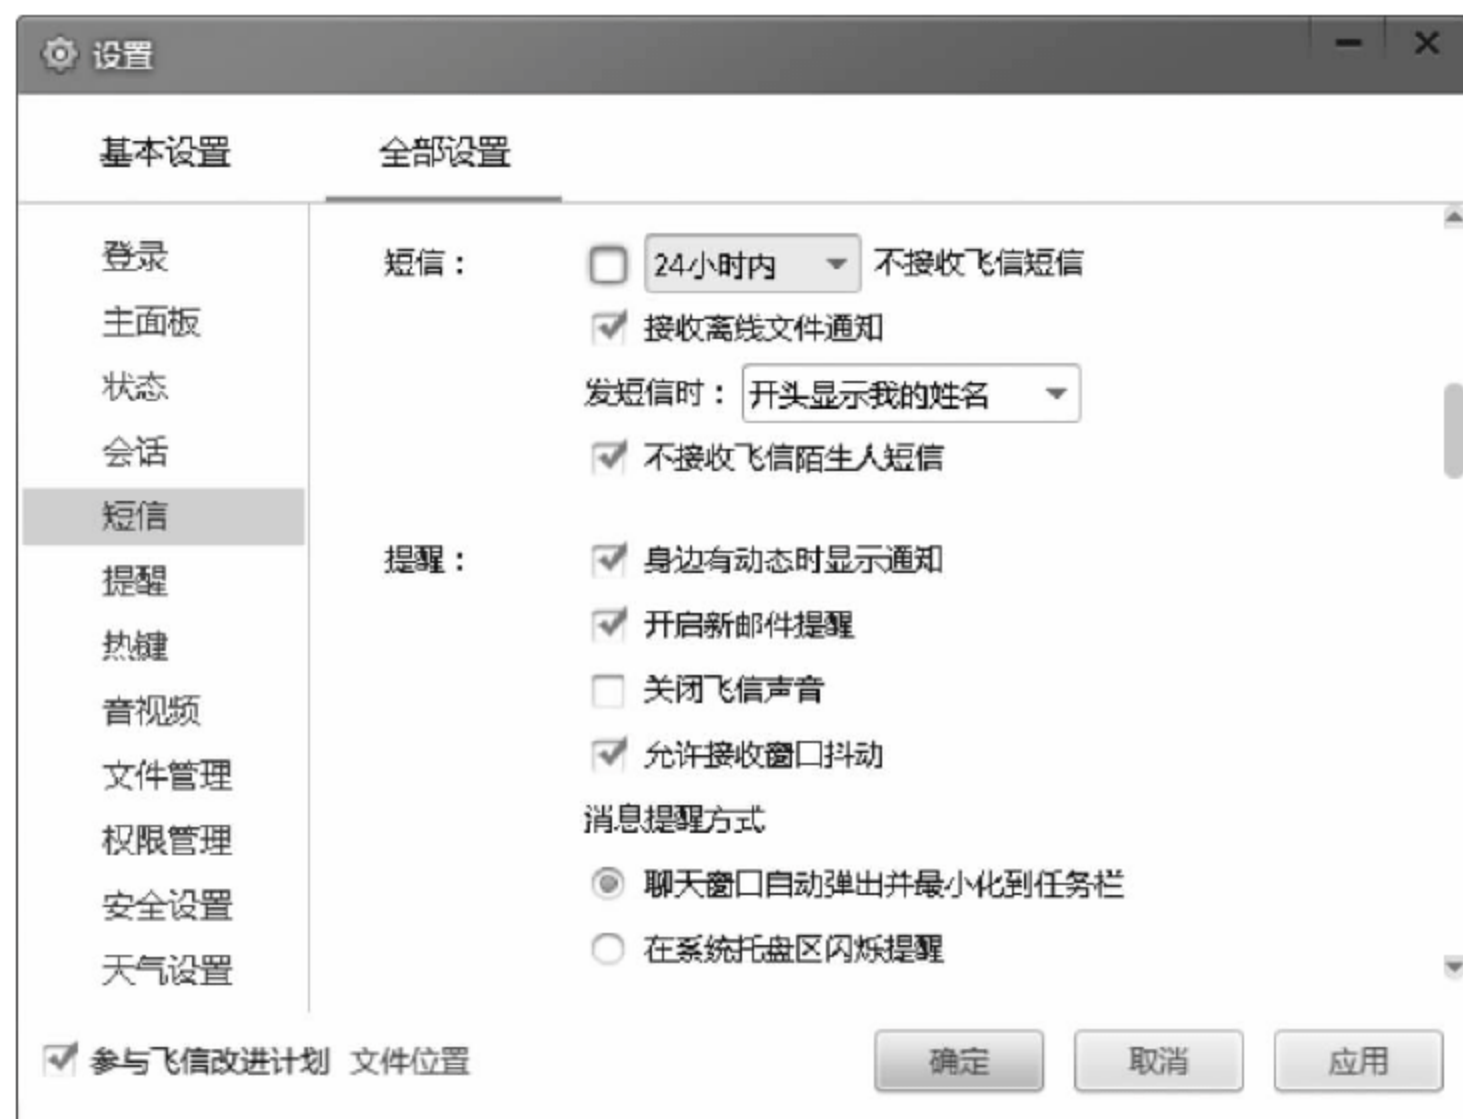 设置
基本设置 全部设置
登录
主面板
状态
会话
短信
提醒
热键
音视频
文件管理
权限管理
安全设置
天气设置
短信： 24小时内 不接收飞信短信
接收离线文件通知
发短信时： 开头显示我的姓名
不接收飞信陌生人短信
提醒： 身边有动态时显示通知
开启新邮件提醒
关闭飞信声音
允许接收窗口抖动
消息提醒方式
聊天窗口自动弹出并最小化到任务栏
在系统托盘区闪烁提醒
参与飞信改进计划 文件位置 确定 取消 应用